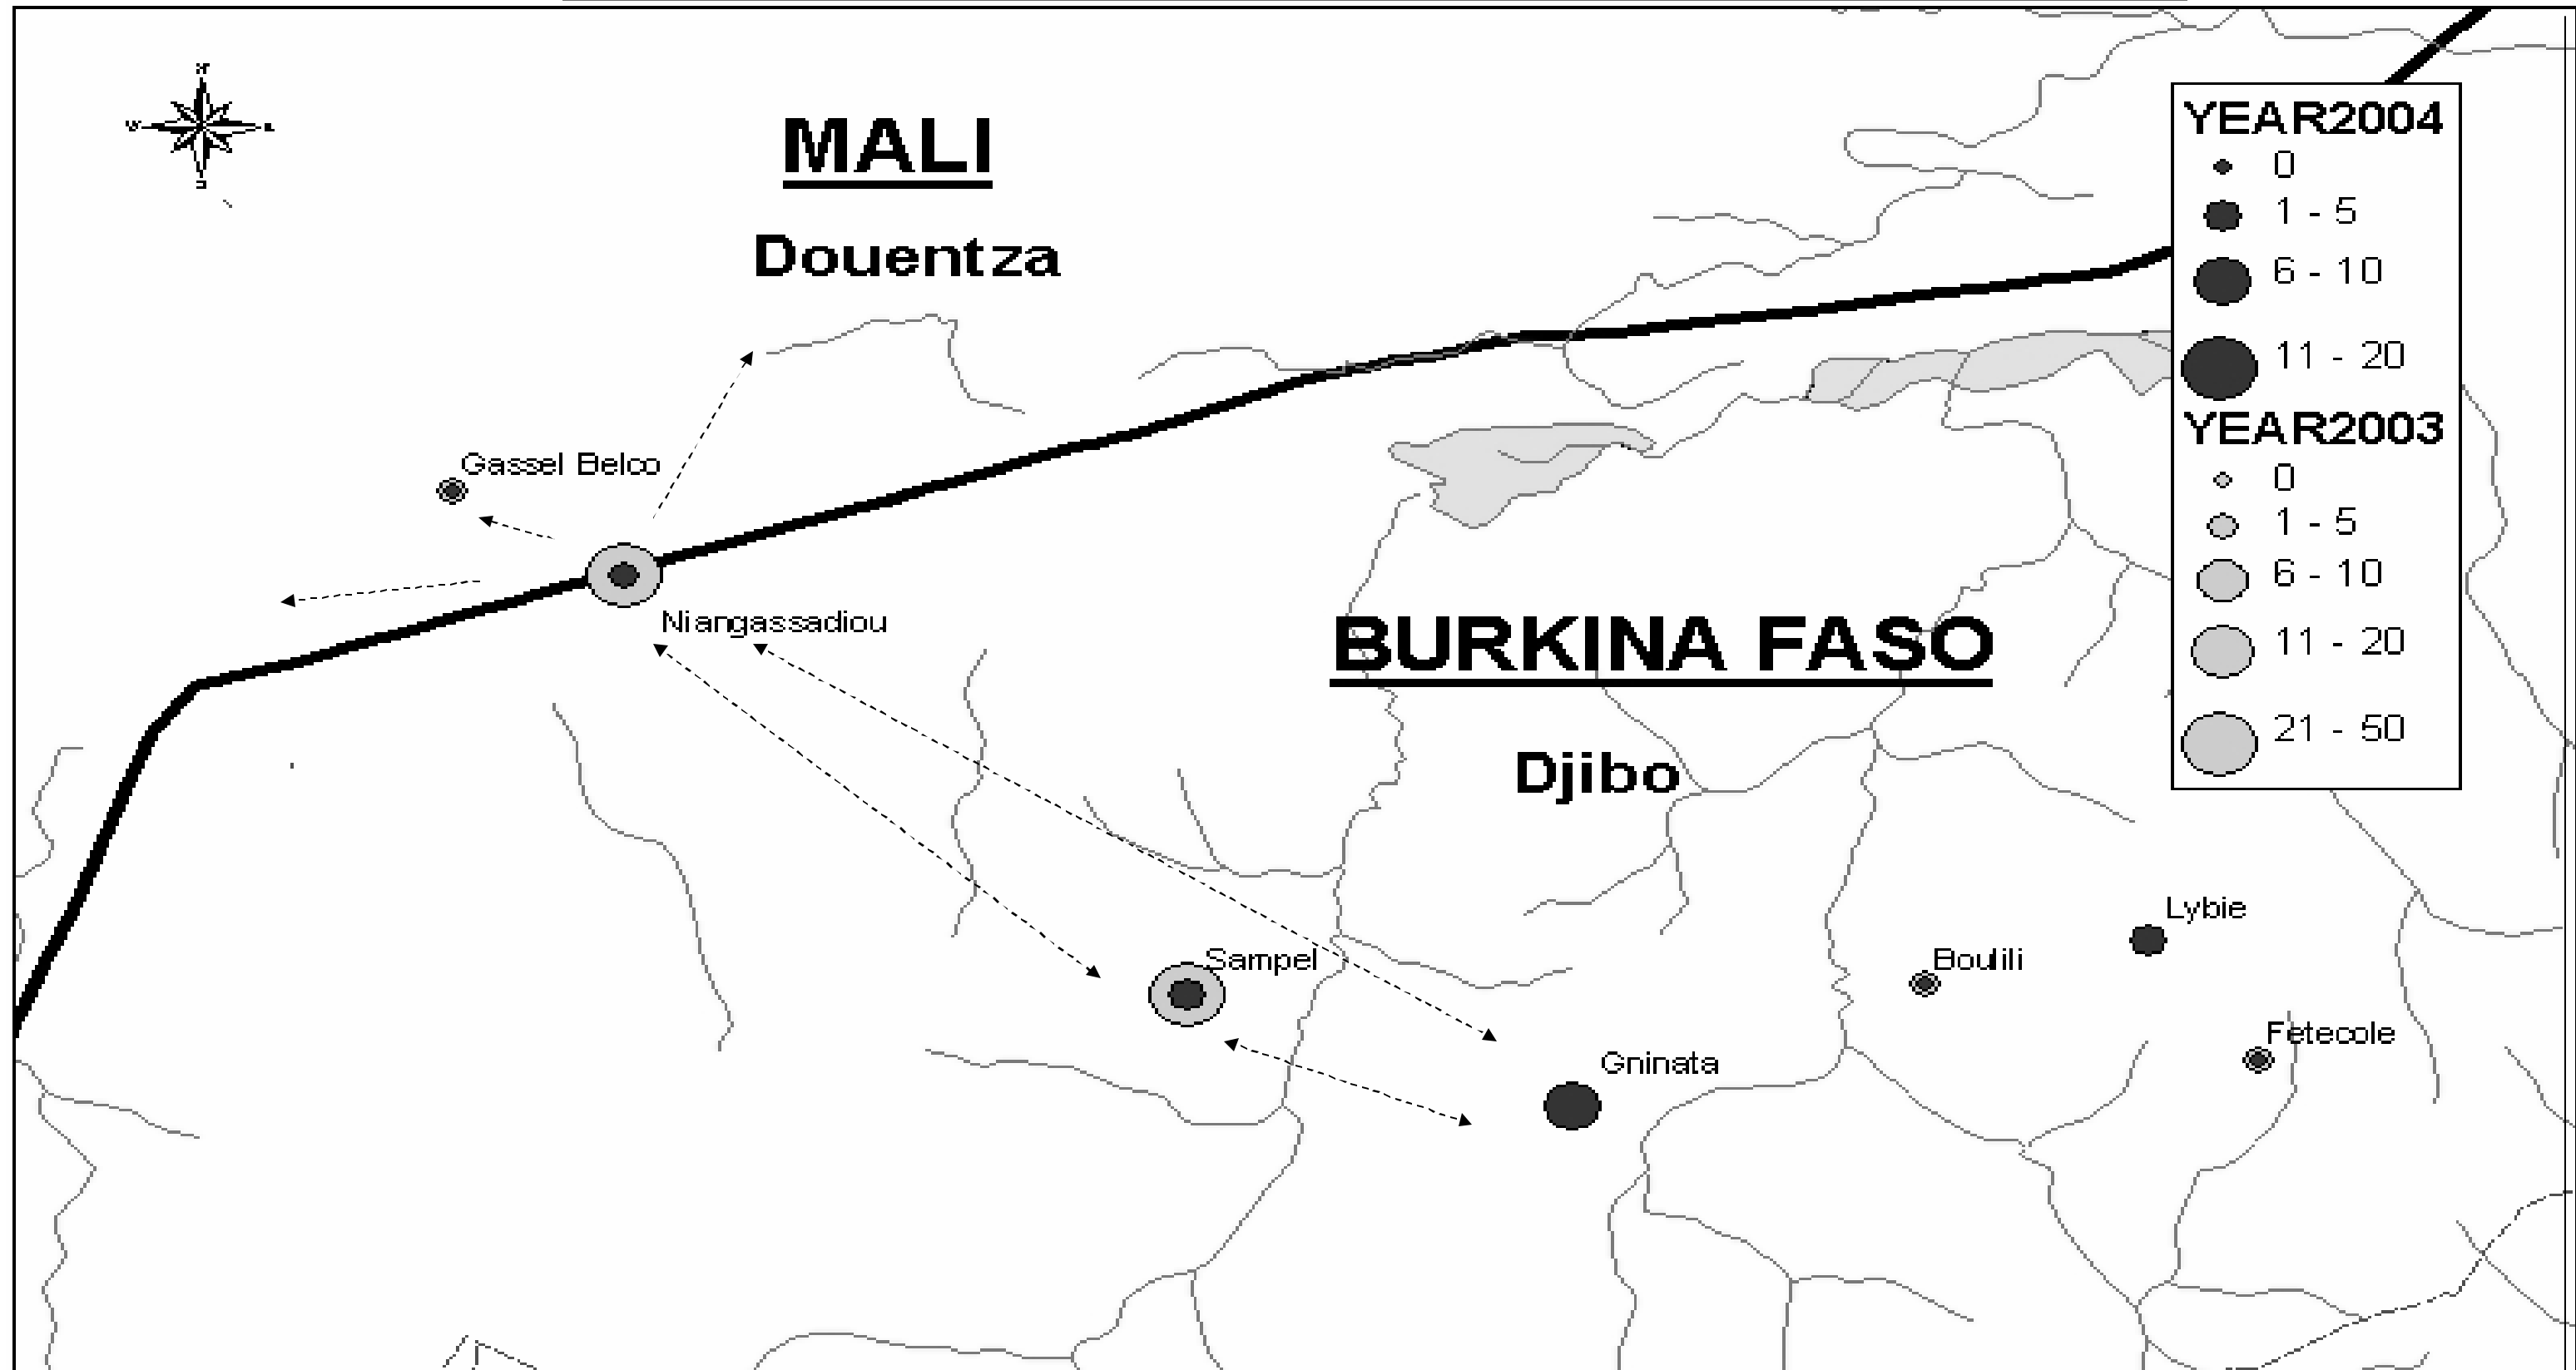 N
W
E
S
MALI
Douentza
Gassel Belco
Niangassadiou
BURKINA FASO
Djibo
Sampel
Gninata
Boulili
Lybie
Fetecole
YEAR2004
0
1 - 5
6 - 10
11 - 20
YEAR2003
0
1 - 5
6 - 10
11 - 20
21 - 50